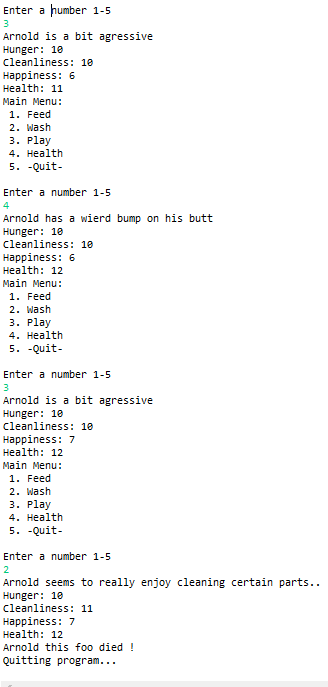 Enter a number 1-5
3
Arnold is a bit agressive
Hunger: 10
Cleanliness: 10
Happiness: 6
Health: 11
Main Menu:
1. Feed
2. Wash
3. Play
4. Health
5. -Quit-
Enter a number 1-5
4
Arnold has a wierd bump on his butt
Hunger: 10
Cleanliness: 10
Happiness: 6
Health: 12
Main Menu:
1. Feed
2. Wash
3. Play
4. Health
5. -Quit-
Enter a number 1-5
3
Arnold is a bit agressive
Hunger: 10
Cleanliness: 10
Happiness: 7
Health: 12
Main Menu:
1. Feed
2. Wash
3. Play
4. Health
5. -Quit-
Enter a number 1-5
2
Arnold seems to really enjoy cleaning certain parts..
Hunger: 10
Cleanliness: 11
Happiness: 7
Health: 12
Arnold this foo died !
Quitting program...